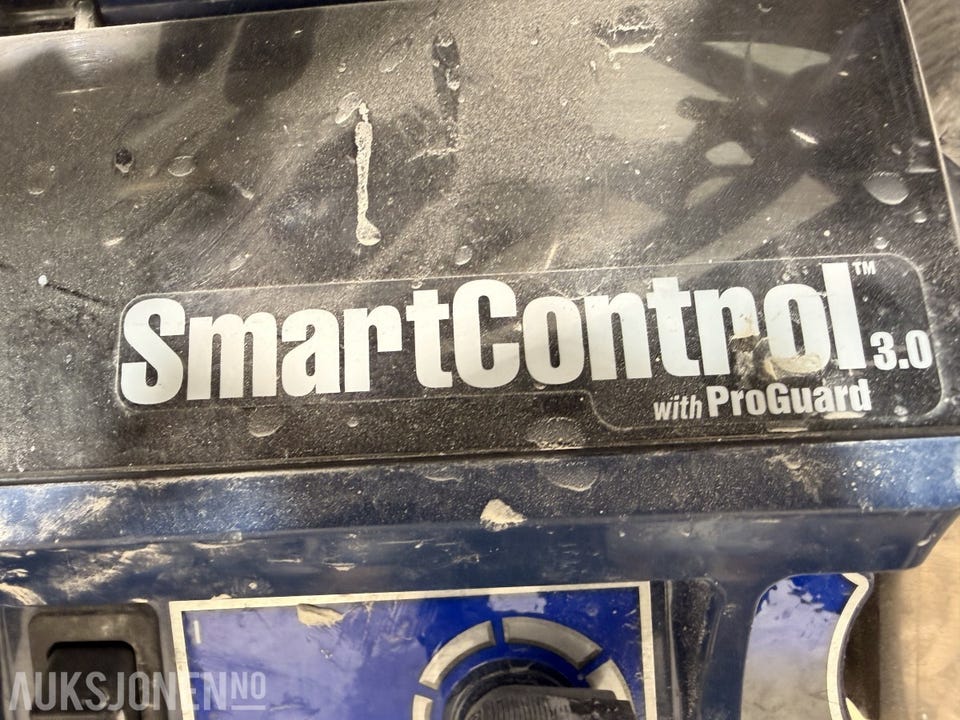 SmartControl™ 3.0
with ProGuard
AUKSJONEN.NO